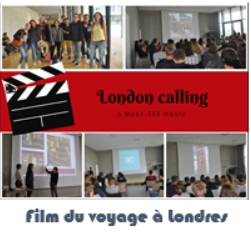 London calling
A MUST-SEE MOVIE
Film du voyage à Londres